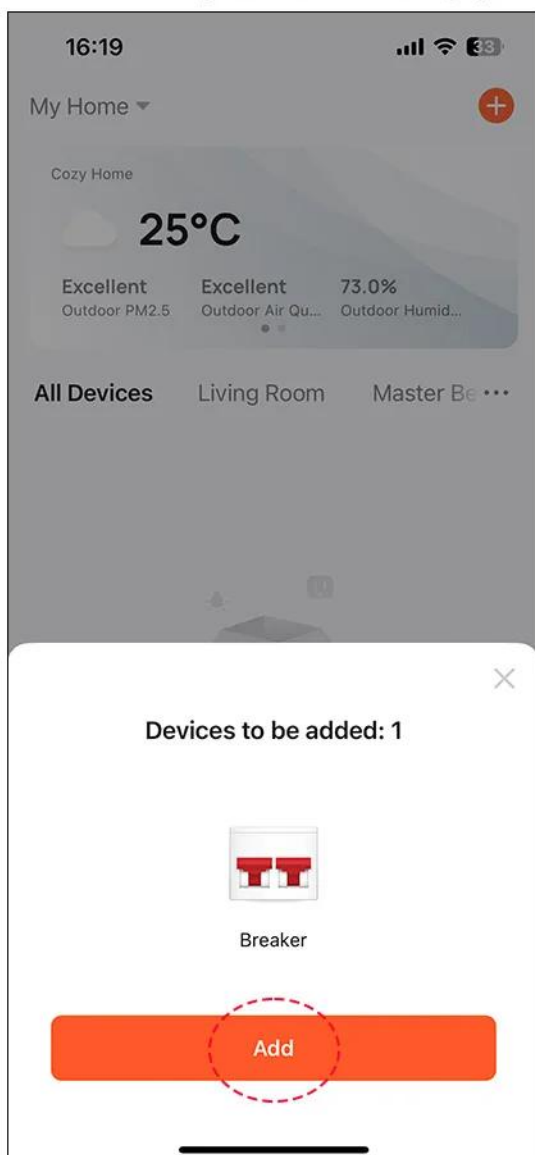 16:19
33
My Home
Cozy Home
25°C
Excellent Excellent 73.0%
Outdoor PM2.5 Outdoor Air Qu... Outdoor Humid...
All Devices Living Room Master Be ...
Devices to be added: 1
Breaker
Add